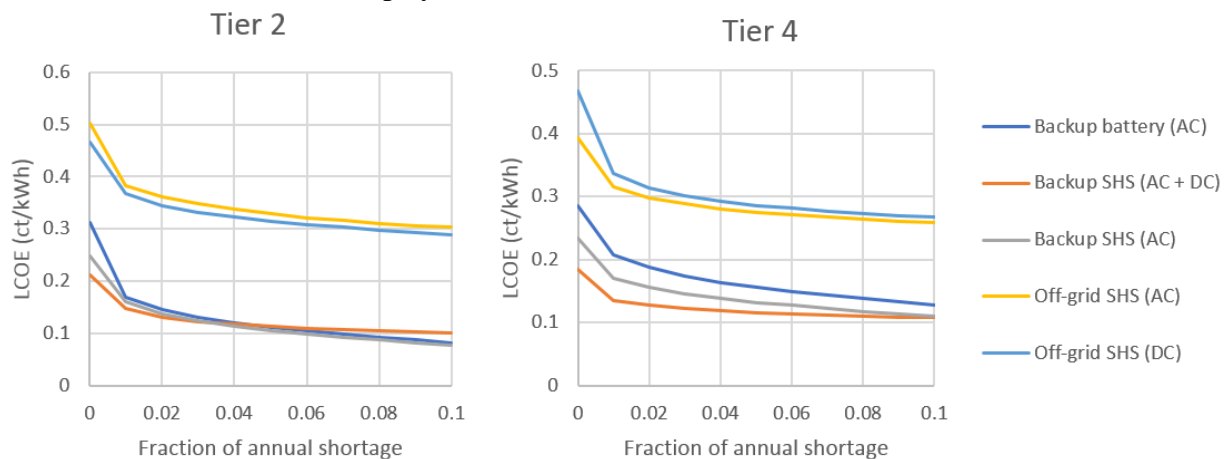 Tier 2
0.6
0.5
0.4
0.3
0.2
0.1
0
LCOE (ct/kWh)
0 0.02 0.04 0.06 0.08 0.1
Fraction of annual shortage
Tier 4
0.5
0.4
0.3
0.2
0.1
0
LCOE (ct/kWh)
0 0.02 0.04 0.06 0.08 0.1
Fraction of annual shortage
Backup battery (AC)
Backup SHS (AC + DC)
Backup SHS (AC)
Off-grid SHS (AC)
Off-grid SHS (DC)